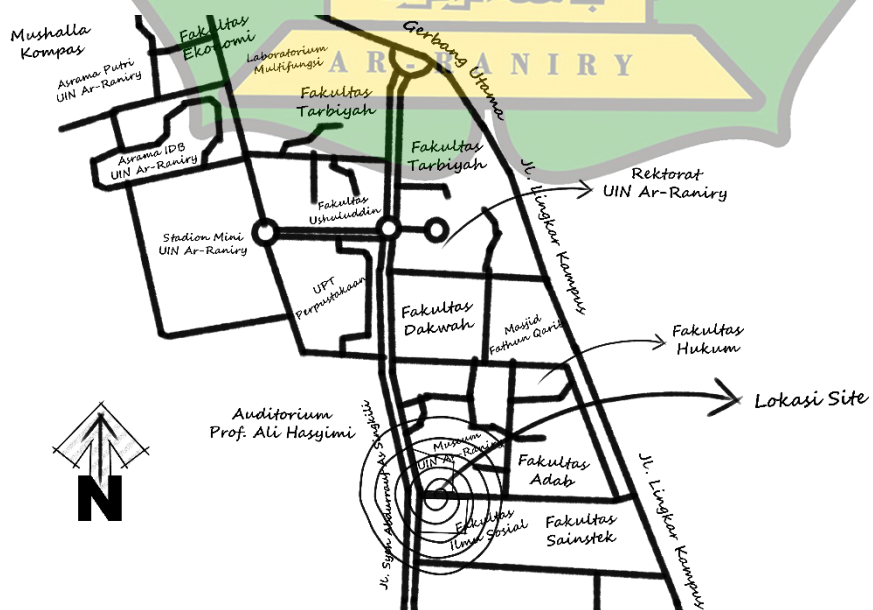 Mushalla
Kompas
Fakultas
Ekonomi
Gerbang Utama
AR-RANIRY
Laboratorium
Multifungsi
Asrama Putri
UIN Ar-Raniry
Fakultas
Tarbiyah
Fakultas
Tarbiyah
Asrama IDB
UIN Ar-Raniry
Jl. Lingkar Kampus
Rektorat
UIN Ar-Raniry
Fakultas
Ushuluddin
Stadion Mini
UIN Ar-Raniry
UPT
Perpustakaan
Fakultas
Dakwah
Masjid
Fathun Qarib
Fakultas
Hukum
Lokasi Site
Auditorium
Prof. Ali Hasyimi
Jl. Syeh Abdurrauf As Singkili
Museum
UIN Ar-Raniry
Fakultas
Adab
Jl. Lingkar Kampus
N
Fakultas
Ilmu Sosial
Fakultas
Sainstek